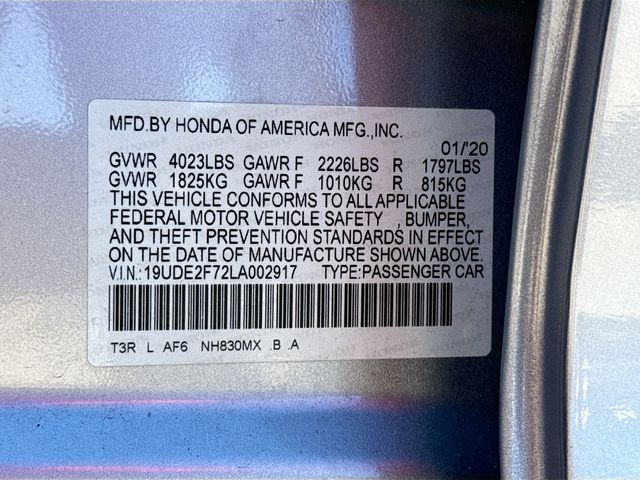 MFD.BY HONDA OF AMERICA MFG.,INC.
01/'20
GVWR 4023LBS GAWR F 2226LBS R 1797LBS
GVWR 1825KG GAWR F 1010KG R 815KG
THIS VEHICLE CONFORMS TO ALL APPLICABLE
FEDERAL MOTOR VEHICLE SAFETY , BUMPER,
AND THEFT PREVENTION STANDARDS IN EFFECT
ON THE DATE OF MANUFACTURE SHOWN ABOVE.
V.I.N.:19UDE2F72LA002917 TYPE:PASSENGER CAR
T3R L AF6 NH830MX .B .A